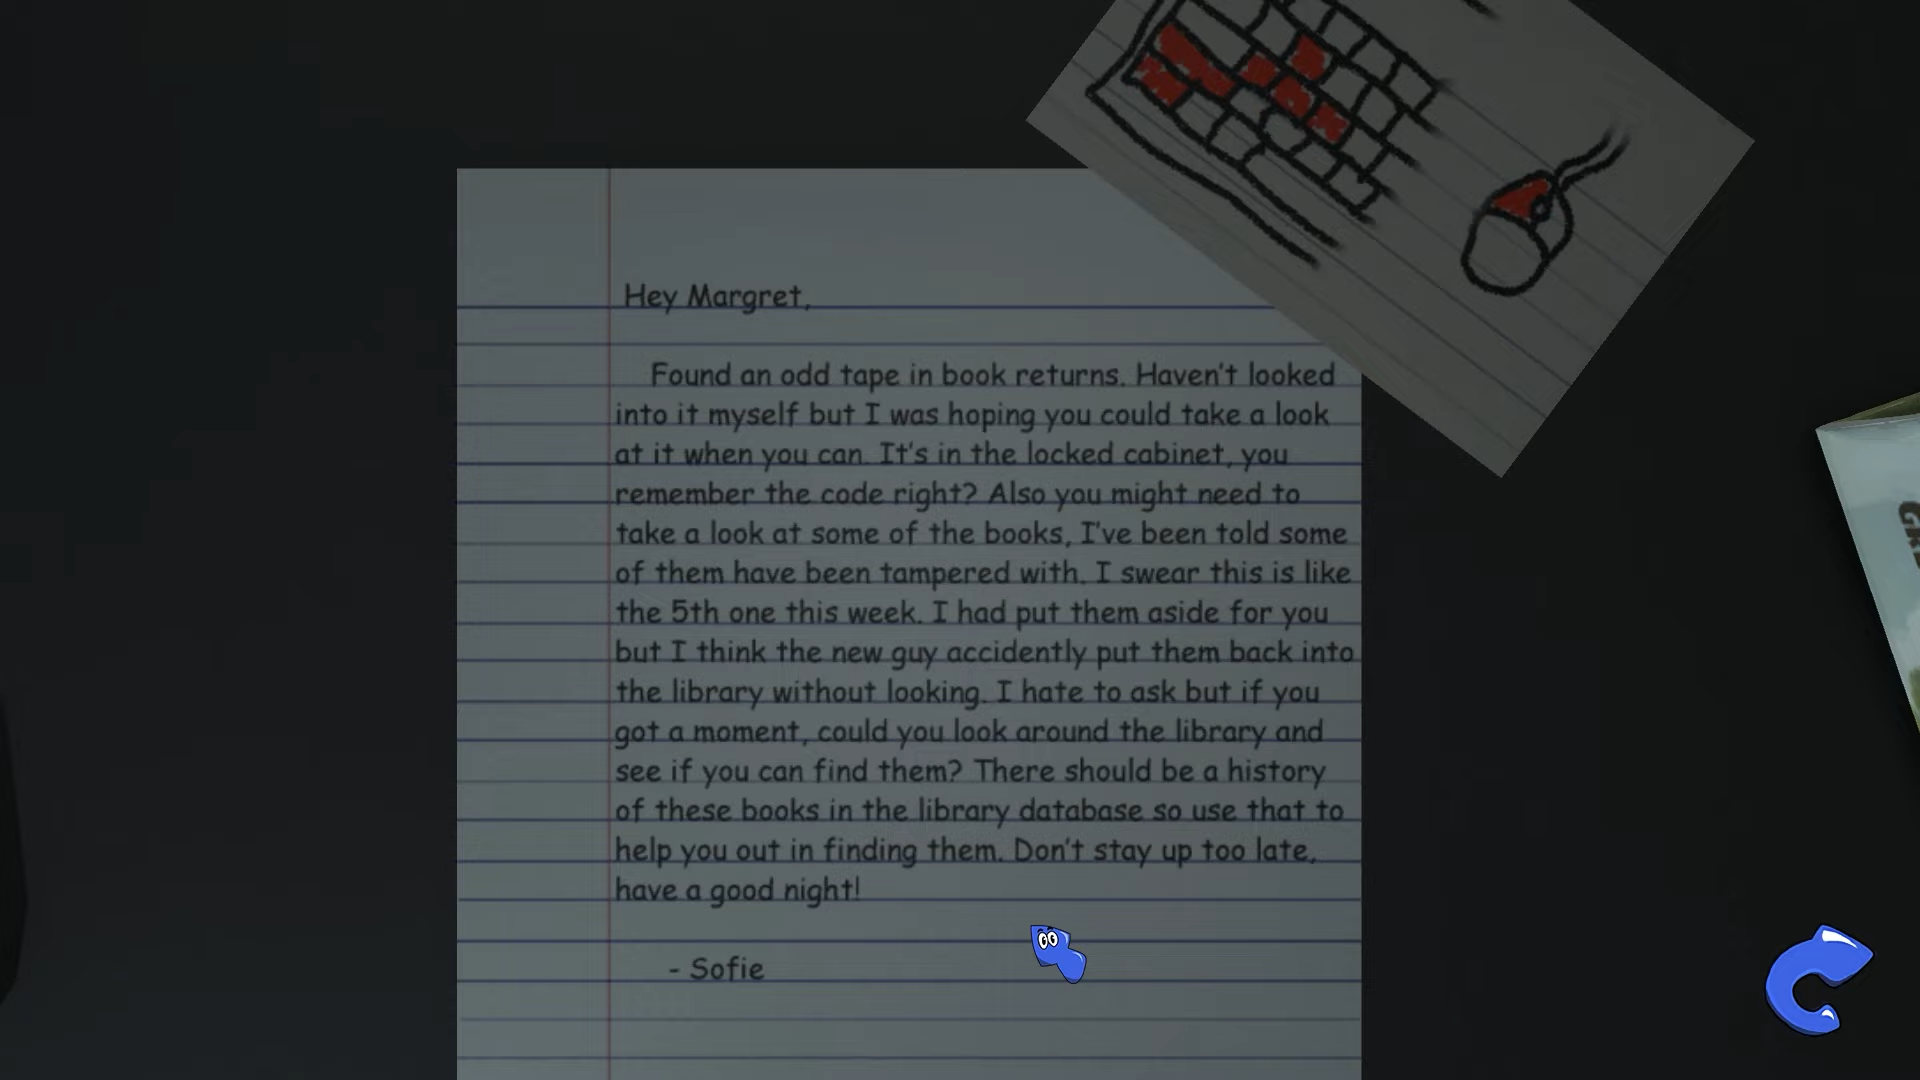 Hey Margret,
Found an odd tape in book returns. Haven't looked
into it myself but I was hoping you could take a look
at it when you can. It's in the locked cabinet, you
remember the code right? Also you might need to
take a look at some of the books, I've been told some
of them have been tampered with. I swear this is like
the 5th one this week. I had put them aside for you
but I think the new guy accidently put them back into
the library without looking. I hate to ask but if you
got a moment, could you look around the library and
see if you can find them? There should be a history
of these books in the library database so use that to
help you out in finding them. Don't stay up too late,
have a good night!
- Sofie